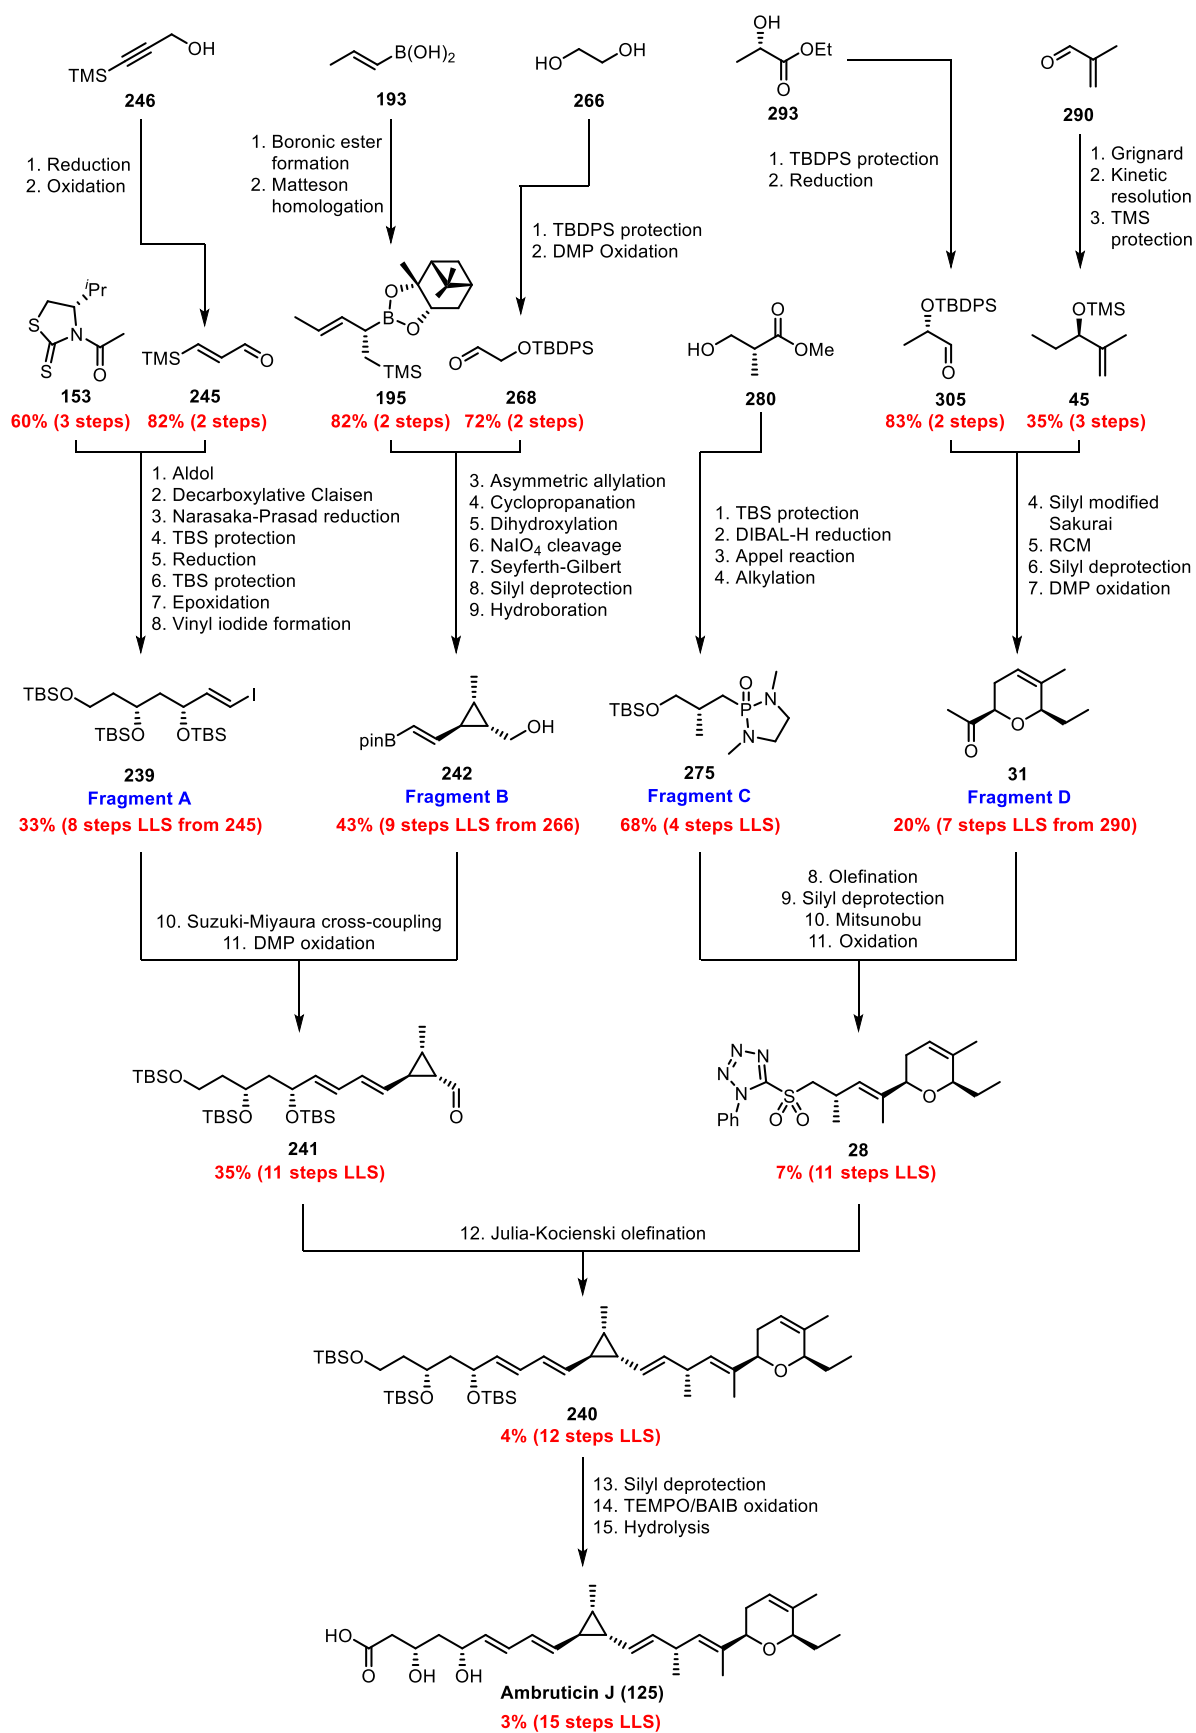 TMS
OH
246
B(OH)2
193
HO
OH
266
OH
OEt
O
293
O
290
1. Reduction
2. Oxidation
1. Boronic ester
formation
2. Matteson
homologation
1. TBDPS protection
2. DMP Oxidation
1. TBDPS protection
2. Reduction
1. Grignard
2. Kinetic
resolution
3. TMS
protection
iPr
S
N
S
O
153
60% (3 steps)
TMS
O
245
82% (2 steps)
O
B
O
TMS
195
82% (2 steps)
O
OTBDPS
268
72% (2 steps)
HO
O
OMe
280
OTBDPS
O
305
83% (2 steps)
OTMS
45
35% (3 steps)
1. Aldol
2. Decarboxylative Claisen
3. Narasaka-Prasad reduction
4. TBS protection
5. Reduction
6. TBS protection
7. Epoxidation
8. Vinyl iodide formation
3. Asymmetric allylation
4. Cyclopropanation
5. Dihydroxylation
6. NaIO4 cleavage
7. Seyferth-Gilbert
8. Silyl deprotection
9. Hydroboration
1. TBS protection
2. DIBAL-H reduction
3. Appel reaction
4. Alkylation
4. Silyl modified
Sakurai
5. RCM
6. Silyl deprotection
7. DMP oxidation
TBSO
I
TBSO
OTBS
239
Fragment A
33% (8 steps LLS from 245)
pinB
OH
242
Fragment B
43% (9 steps LLS from 266)
TBSO
O
P
N
N
275
Fragment C
68% (4 steps LLS)
O
O
31
Fragment D
20% (7 steps LLS from 290)
10. Suzuki-Miyaura cross-coupling
11. DMP oxidation
8. Olefination
9. Silyl deprotection
10. Mitsunobu
11. Oxidation
TBSO
TBSO
OTBS
O
241
35% (11 steps LLS)
N
N
N
N
Ph
S
O
O
O
28
7% (11 steps LLS)
12. Julia-Kocienski olefination
TBSO
TBSO
OTBS
O
240
4% (12 steps LLS)
13. Silyl deprotection
14. TEMPO/BAIB oxidation
15. Hydrolysis
HO
O
OH
OH
O
Ambruticin J (125)
3% (15 steps LLS)